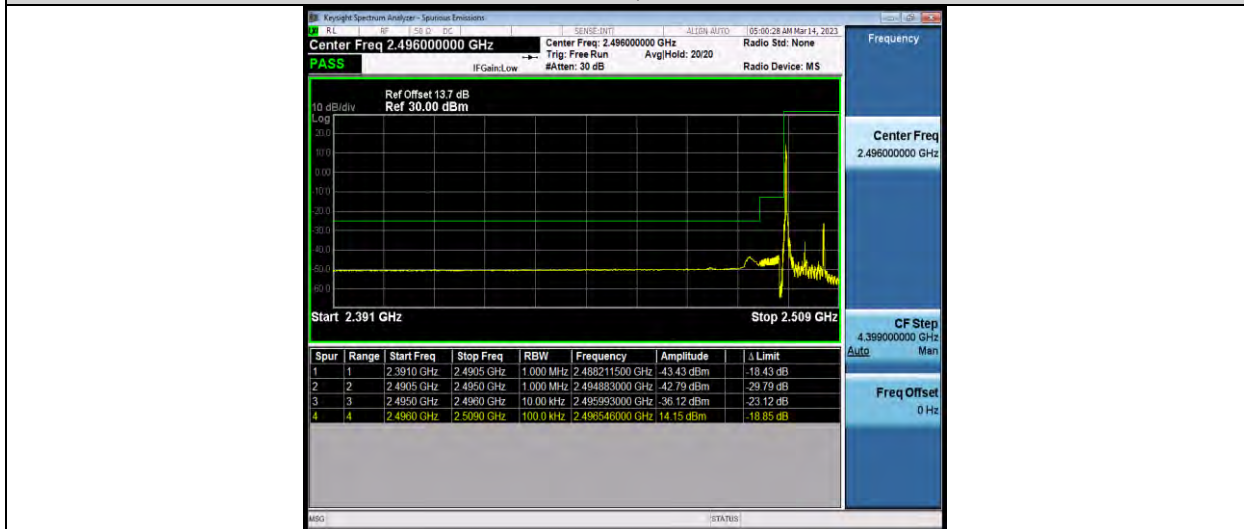 Keysight Spectrum Analyzer - Spurious Emissions
RL RF 50 Ω DC SENSE:INT ALIGN AUTO 05:00:28 AM Mar 14, 2023
Center Freq 2.496000000 GHz Center Freq: 2.496000000 GHz Radio Std: None
PASS Trig: Free Run Avg|Hold: 20/20
IFGain:Low #Atten: 30 dB Radio Device: MS
Ref Offset 13.7 dB
10 dB/div Ref 30.00 dBm
Log
20.0
10.0
0.00
-10.0
-20.0
-30.0
-40.0
-50.0
-60.0
Start 2.391 GHz Stop 2.509 GHz
Spur Range Start Freq Stop Freq RBW Frequency Amplitude Δ Limit
1 1 2.3910 GHz 2.4905 GHz 1.000 MHz 2.488211500 GHz -43.43 dBm -18.43 dB
2 2 2.4905 GHz 2.4950 GHz 1.000 MHz 2.494883000 GHz -42.79 dBm -29.79 dB
3 3 2.4950 GHz 2.4960 GHz 10.00 kHz 2.495993000 GHz -36.12 dBm -23.12 dB
4 4 2.4960 GHz 2.5090 GHz 100.0 kHz 2.496546000 GHz 14.15 dBm -18.85 dB
MSG STATUS
Frequency
Center Freq
2.496000000 GHz
CF Step
4.399000000 GHz
Auto Man
Freq Offset
0 Hz